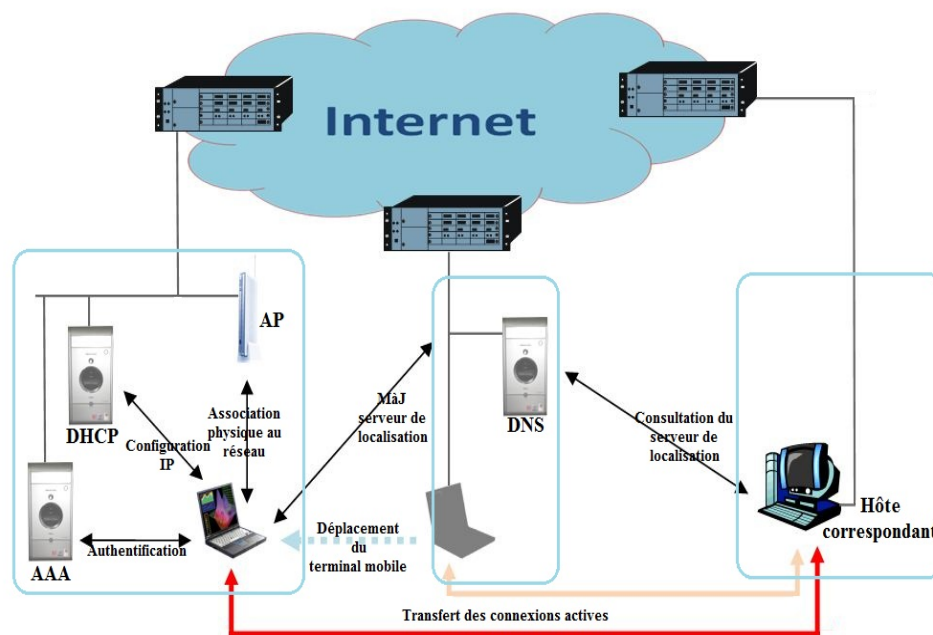 Internet
AP
DHCP
Configuration
IP
Association
physique au
réseau
AAA
Authentification
MàJ
serveur de
localisation
DNS
Déplacement
du
terminal mobile
Consultation du
serveur de
localisation
Hôte
correspondant
Transfert des connexions actives